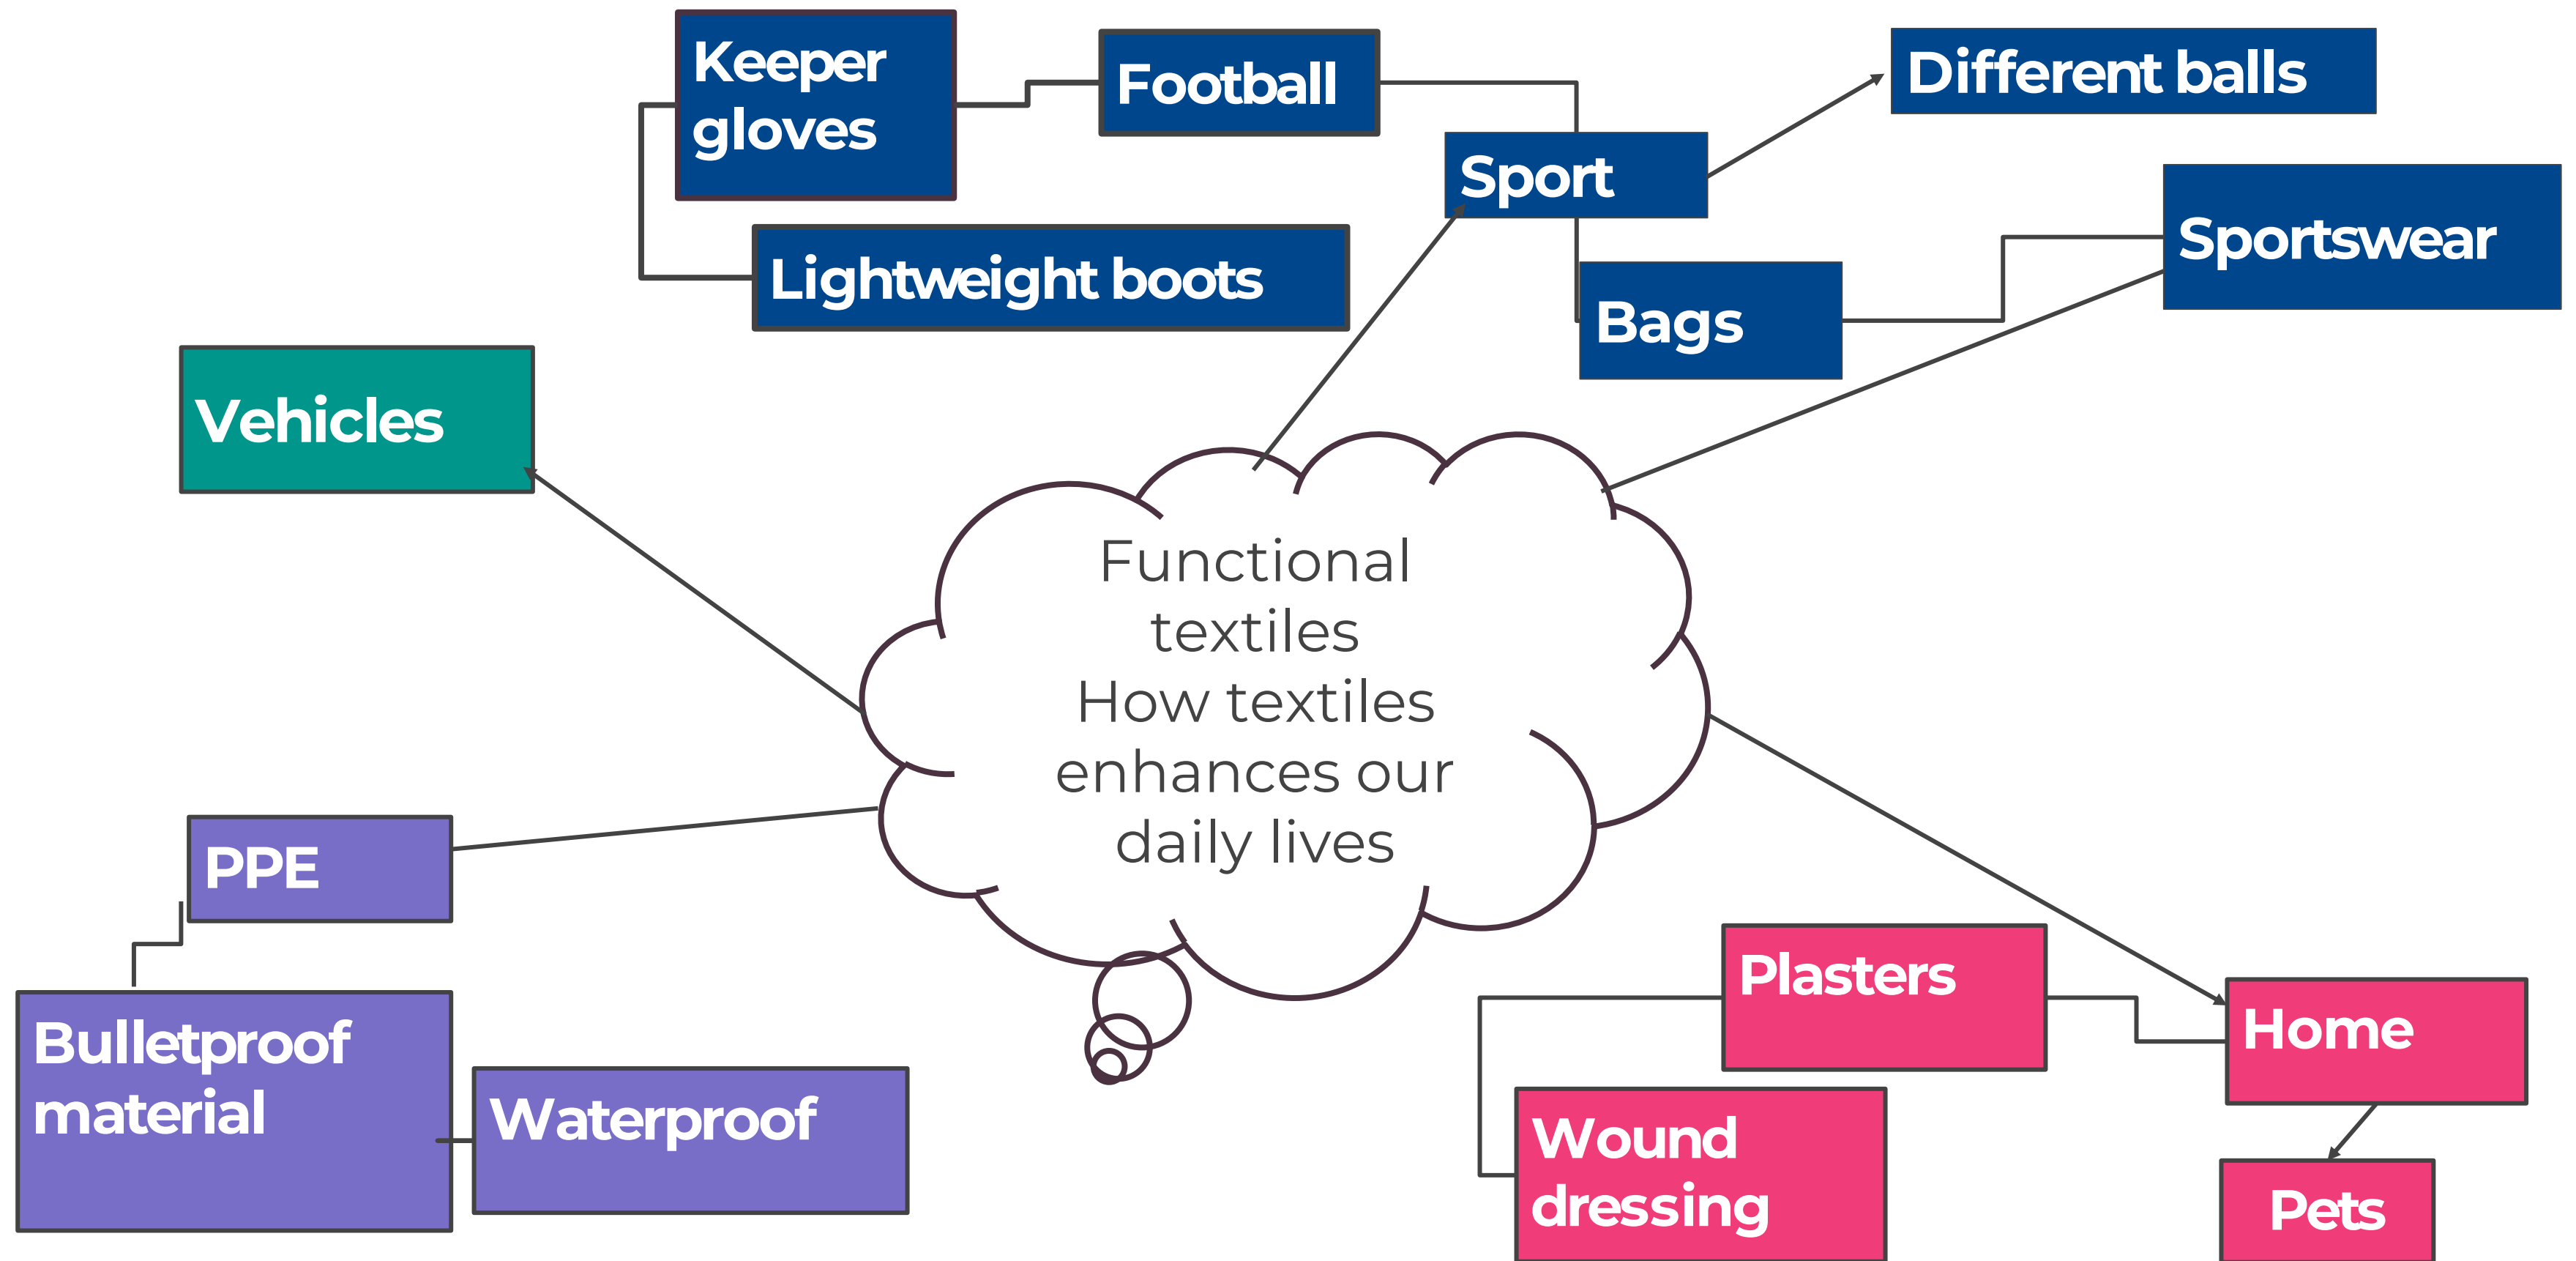 Keeper
gloves
Football
Different balls
Sport
Sportswear
Lightweight boots
Bags
Vehicles
Functional
textiles
How textiles
enhances our
daily lives
PPE
Plasters
Home
Bulletproof
material
Waterproof
Wound
dressing
Pets